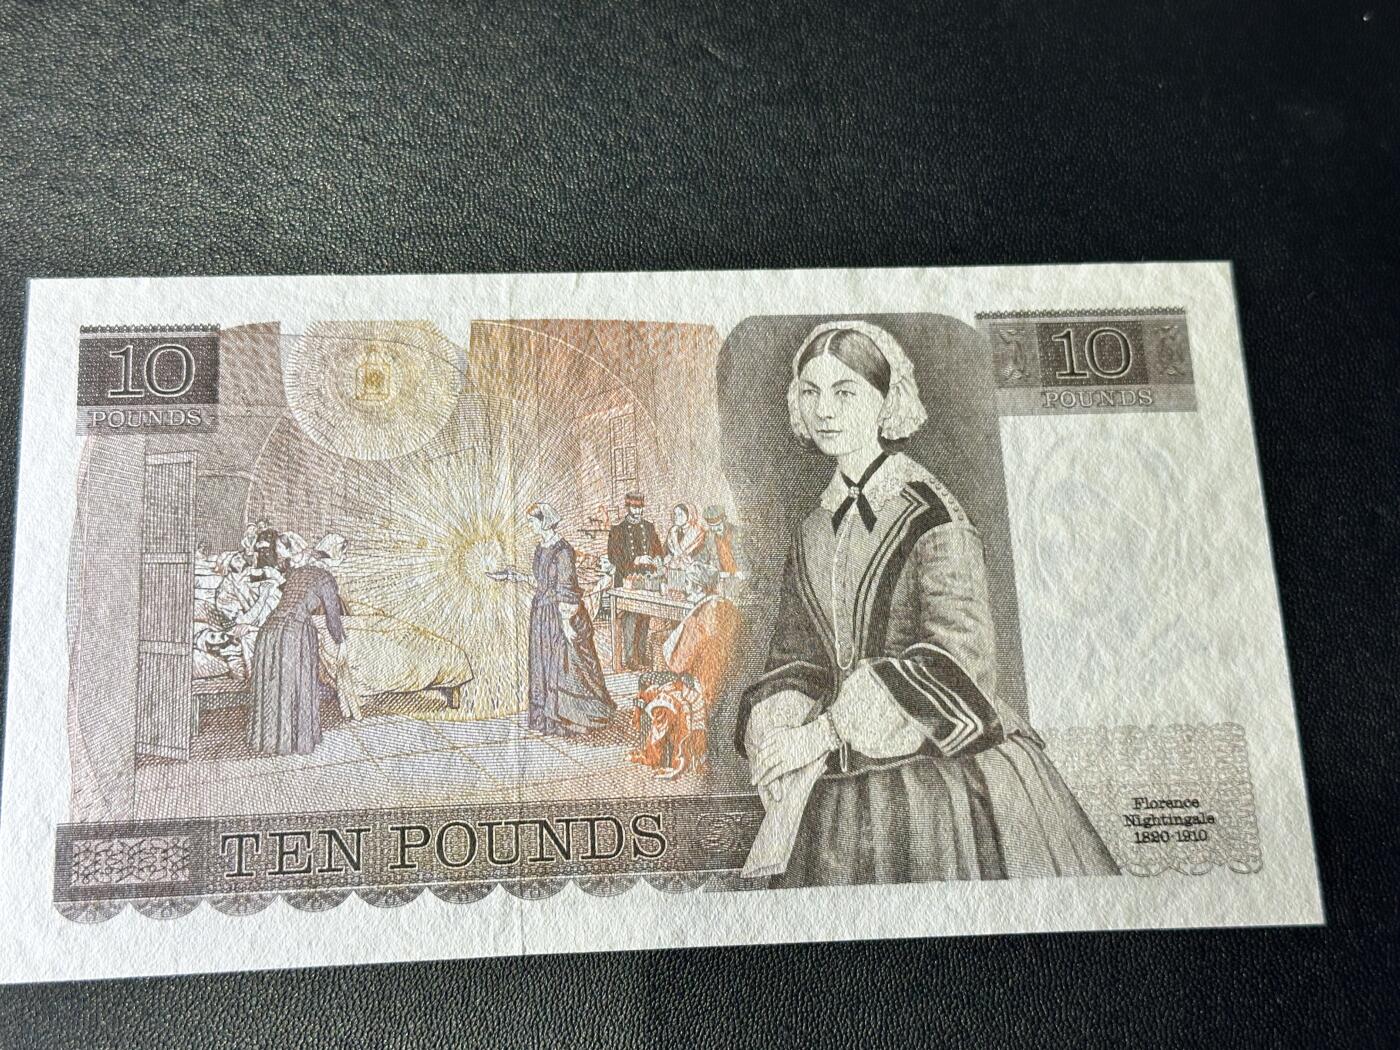 10
POUNDS
10
POUNDS
TEN POUNDS
Florence
Nightingale
1820-1910